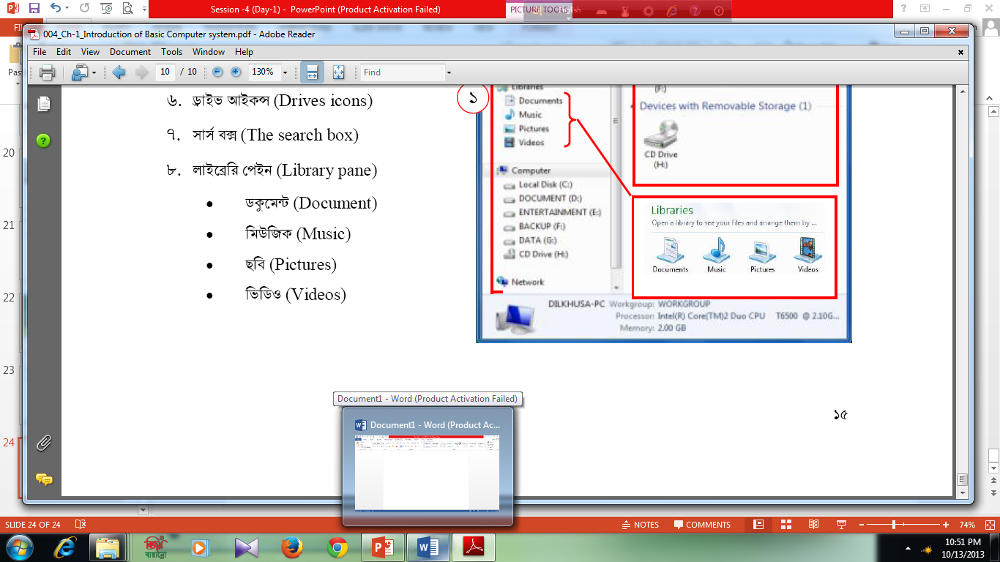 Session -4 (Day-1) - PowerPoint (Product Activation Failed)
PICTURE TOOLS
004_Ch-1_Introduction of Basic Computer system.pdf - Adobe Reader
File Edit View Document Tools Window Help
10 / 10 130% Find
৬. ড্রাইভ আইকন্স (Drives icons)
৭. সার্স বক্স (The search box)
৮. লাইব্রেরি পেইন (Library pane)
• ডকুমেন্ট (Document)
• মিউজিক (Music)
• ছবি (Pictures)
• ভিডিও (Videos)
১
Libraries
Documents
Music
Pictures
Videos
Computer
Local Disk (C:)
DOCUMENT (D:)
ENTERTAINMENT (E:)
BACKUP (F:)
DATA (G:)
CD Drive (H:)
Network
(F:)
Devices with Removable Storage (1)
CD Drive
(H:)
Libraries
Open a library to see your files and arrange them by ...
Documents Music Pictures Videos
DILKHUSA-PC Workgroup: WORKGROUP
Processor: Intel(R) Core(TM)2 Duo CPU T6500 @ 2.10G...
Memory: 2.00 GB
১৫
Document1 - Word (Product Activation Failed)
Document1 - Word (Product Ac...
20
21
22
23
24
SLIDE 24 OF 24 NOTES COMMENTS 74%
10:51 PM
10/13/2013